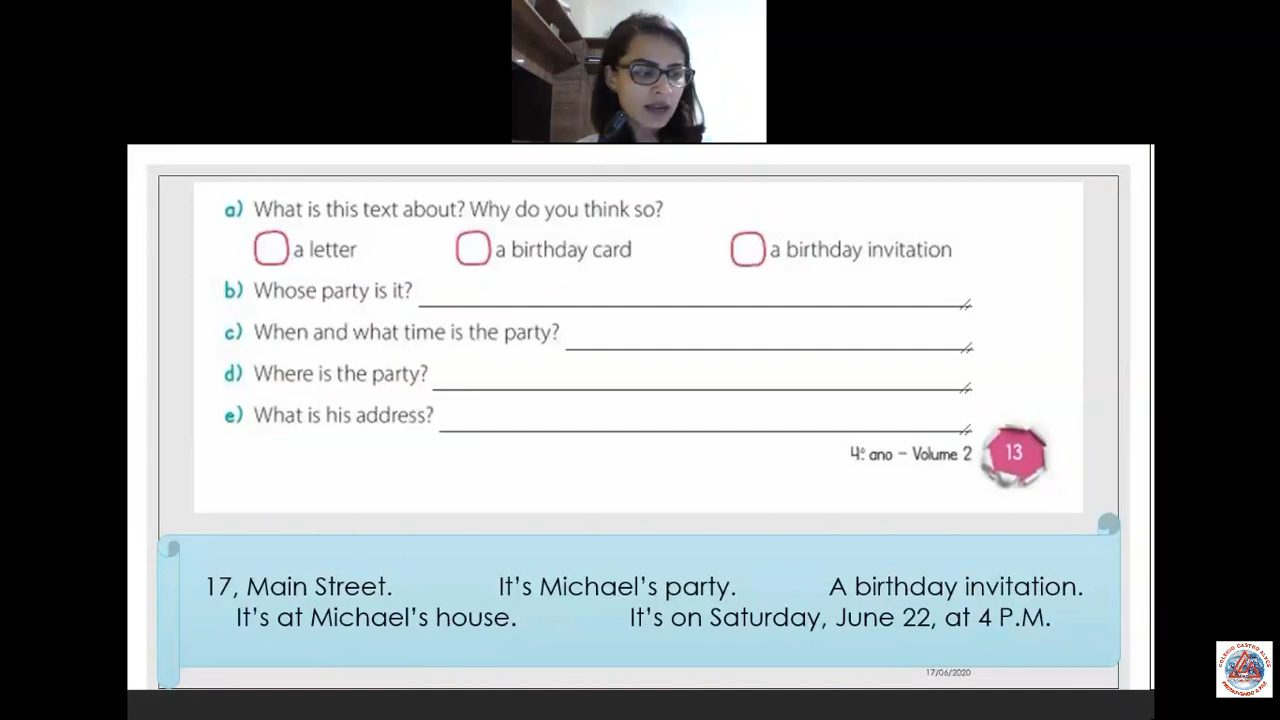 a) What is this text about? Why do you think so?
a letter a birthday card a birthday invitation
b) Whose party is it?
c) When and what time is the party?
d) Where is the party?
e) What is his address?
4º ano – Volume 2 13
17, Main Street. It's Michael's party. A birthday invitation.
It's at Michael's house. It's on Saturday, June 22, at 4 P.M.
17/06/2020
COLÉGIO CASTRO ALVES